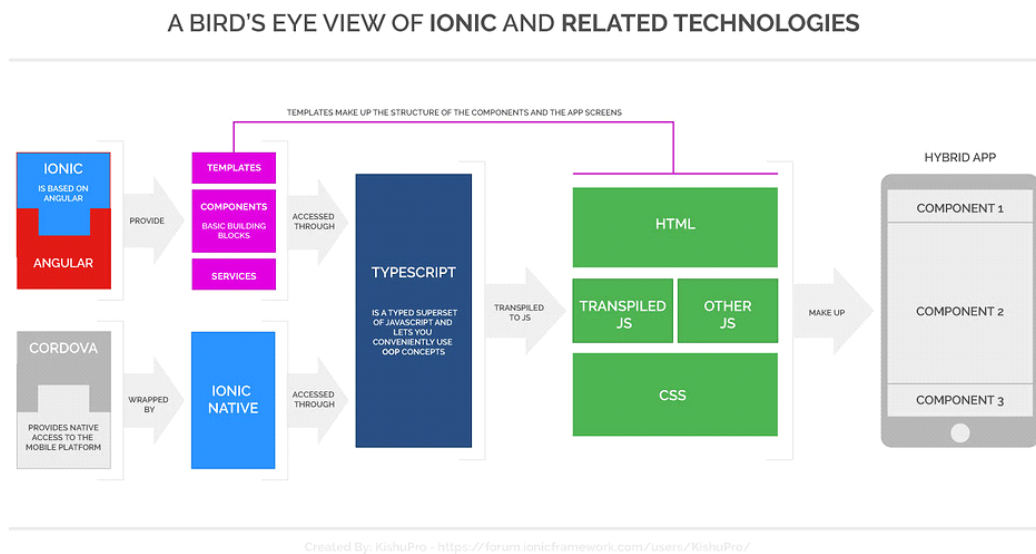 A BIRD'S EYE VIEW OF IONIC AND RELATED TECHNOLOGIES
TEMPLATES MAKE UP THE STRUCTURE OF THE COMPONENTS AND THE APP SCREENS
IONIC
IS BASED ON
ANGULAR
ANGULAR
PROVIDE
TEMPLATES
COMPONENTS
BASIC BUILDING
BLOCKS
SERVICES
ACCESSED
THROUGH
CORDOVA
PROVIDES NATIVE
ACCESS TO THE
MOBILE PLATFORM
WRAPPED
BY
IONIC
NATIVE
ACCESSED
THROUGH
TYPESCRIPT
IS A TYPED SUPERSET
OF JAVASCRIPT AND
LETS YOU
CONVENIENTLY USE
OOP CONCEPTS
TRANSPILED
TO JS
HTML
TRANSPILED
JS
OTHER
JS
CSS
MAKE UP
HYBRID APP
COMPONENT 1
COMPONENT 2
COMPONENT 3
Created By: KishuPro - https://forum.ionicframework.com/users/KishuPro/